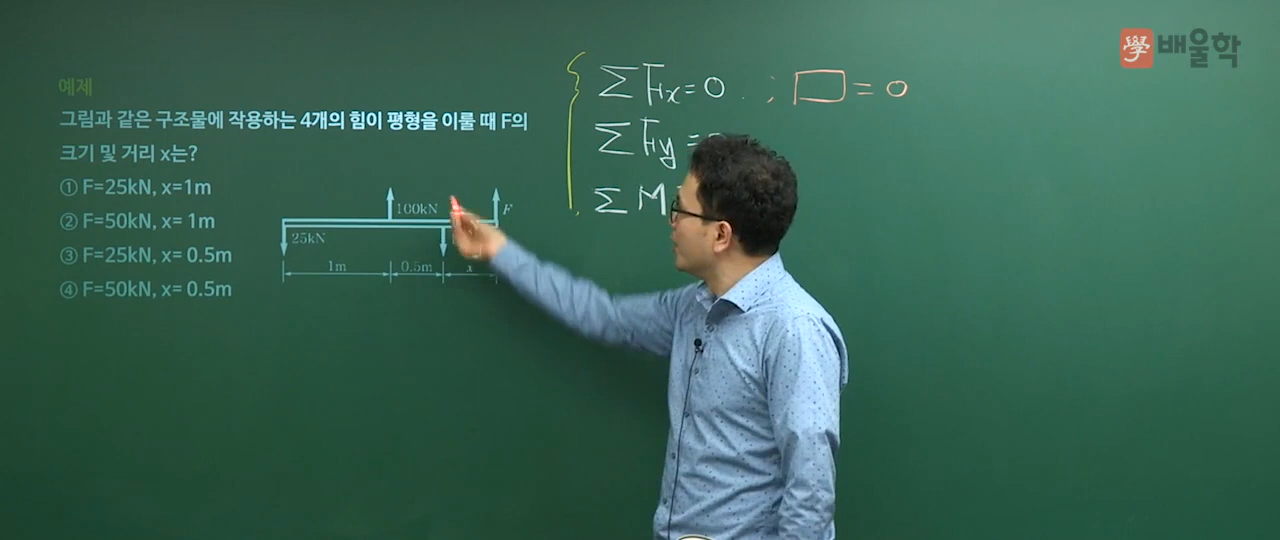 學 배울학
예제
그림과 같은 구조물에 작용하는 4개의 힘이 평형을 이룰 때 F의
크기 및 거리 x는?
① F=25kN, x=1m
② F=50kN, x= 1m
③ F=25kN, x= 0.5m
④ F=50kN, x= 0.5m
100kN
F
25kN
1m
0.5m
x
ΣFx=0 ; □=0
ΣFy=
ΣM